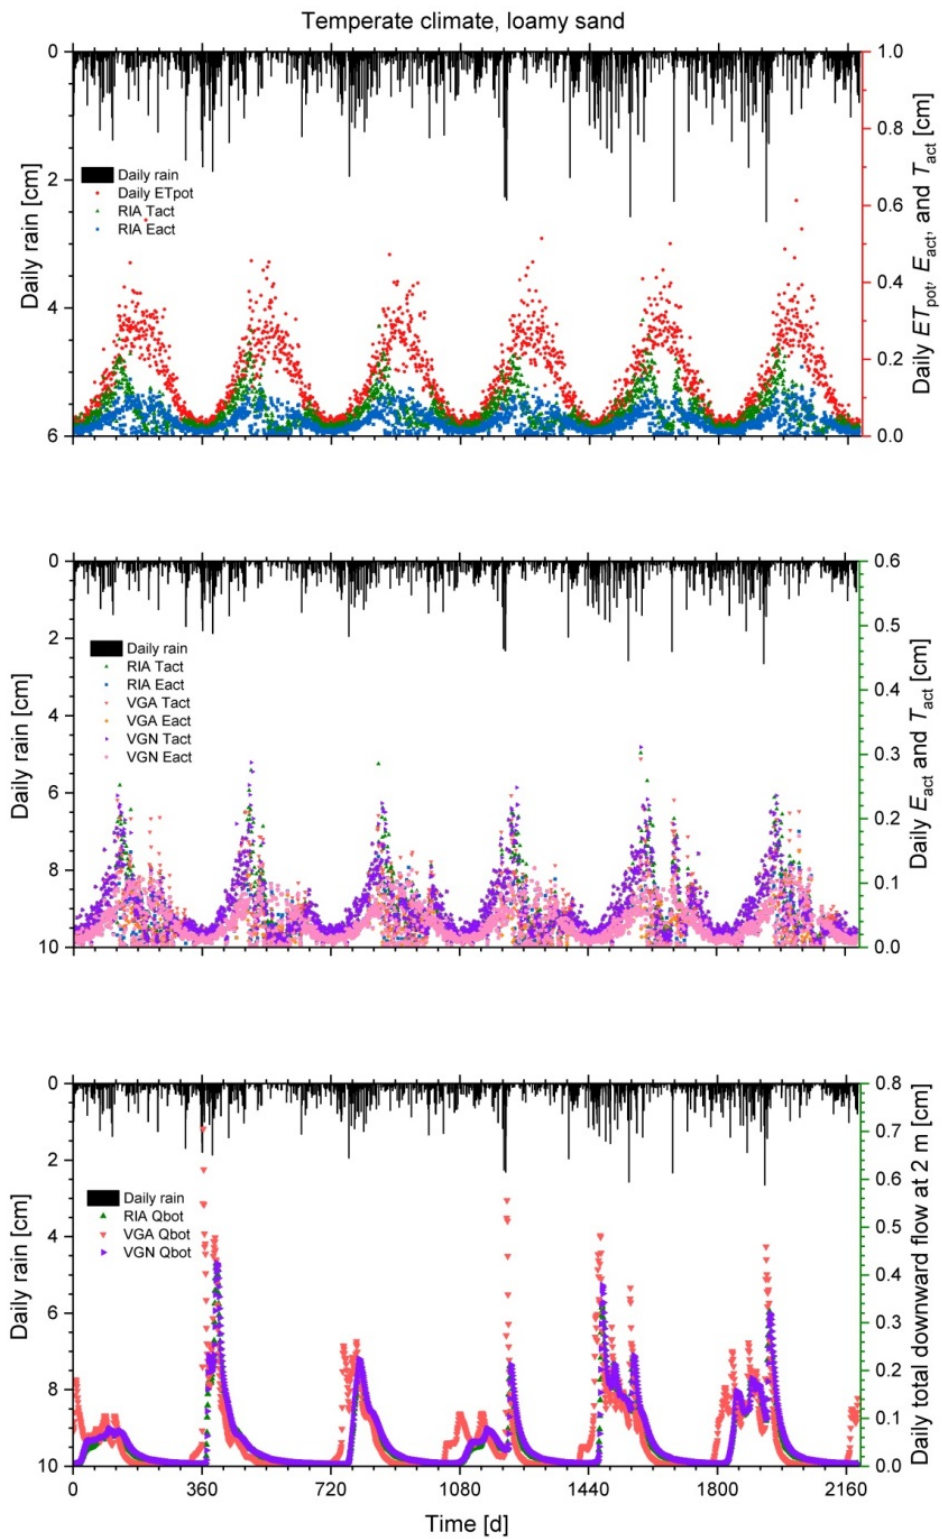 Temperate climate, loamy sand
0
2
4
6
Daily rain [cm]
Daily rain
Daily ETpot
RIA Tact
RIA Eact
1.0
0.8
0.6
0.4
0.2
0.0
Daily ETpot, Eact, and Tact [cm]
0
2
4
6
8
10
Daily rain [cm]
Daily rain
RIA Tact
RIA Eact
VGA Tact
VGA Eact
VGN Tact
VGN Eact
0.6
0.5
0.4
0.3
0.2
0.1
0.0
Daily Eact and Tact [cm]
0
2
4
6
8
10
Daily rain [cm]
Daily rain
RIA Qbot
VGA Qbot
VGN Qbot
0.8
0.7
0.6
0.5
0.4
0.3
0.2
0.1
0.0
Daily total downward flow at 2 m [cm]
0 360 720 1080 1440 1800 2160
Time [d]